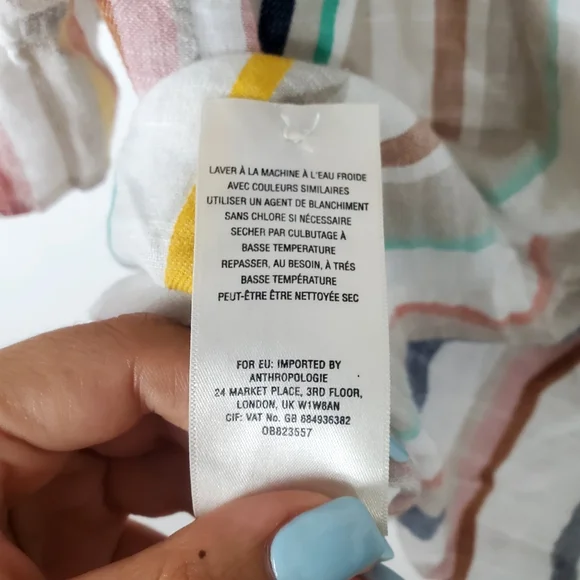 LAVER À LA MACHINE À L'EAU FROIDE
AVEC COULEURS SIMILAIRES
UTILISER UN AGENT DE BLANCHIMENT
SANS CHLORE SI NÉCESSAIRE
SECHER PAR CULBUTAGE À
BASSE TEMPERATURE
REPASSER, AU BESOIN, À TRÉS
BASSE TEMPÉRATURE
PEUT-ÊTRE ÊTRE NETTOYÉE SEC
FOR EU: IMPORTED BY
ANTHROPOLOGIE
24 MARKET PLACE, 3RD FLOOR,
LONDON, UK W1W8AN
CIF: VAT No. GB 684936382
OB823557